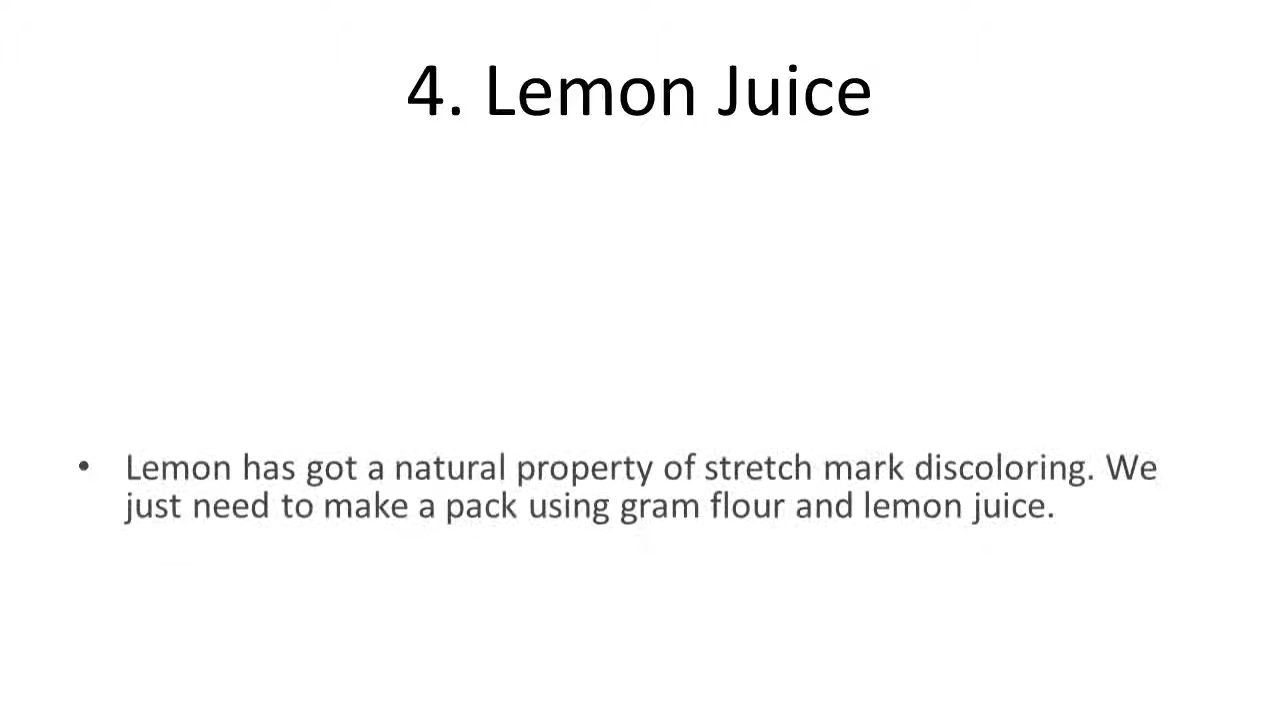 4. Lemon Juice
• Lemon has got a natural property of stretch mark discoloring. We
just need to make a pack using gram flour and lemon juice.